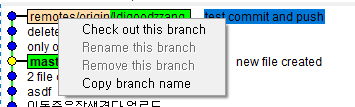 remotes/origin/ldigoodzzang test commit and push
delete
only o
mast new file created
2 file
asdf
Check out this branch
Rename this branch
Remove this branch
Copy branch name